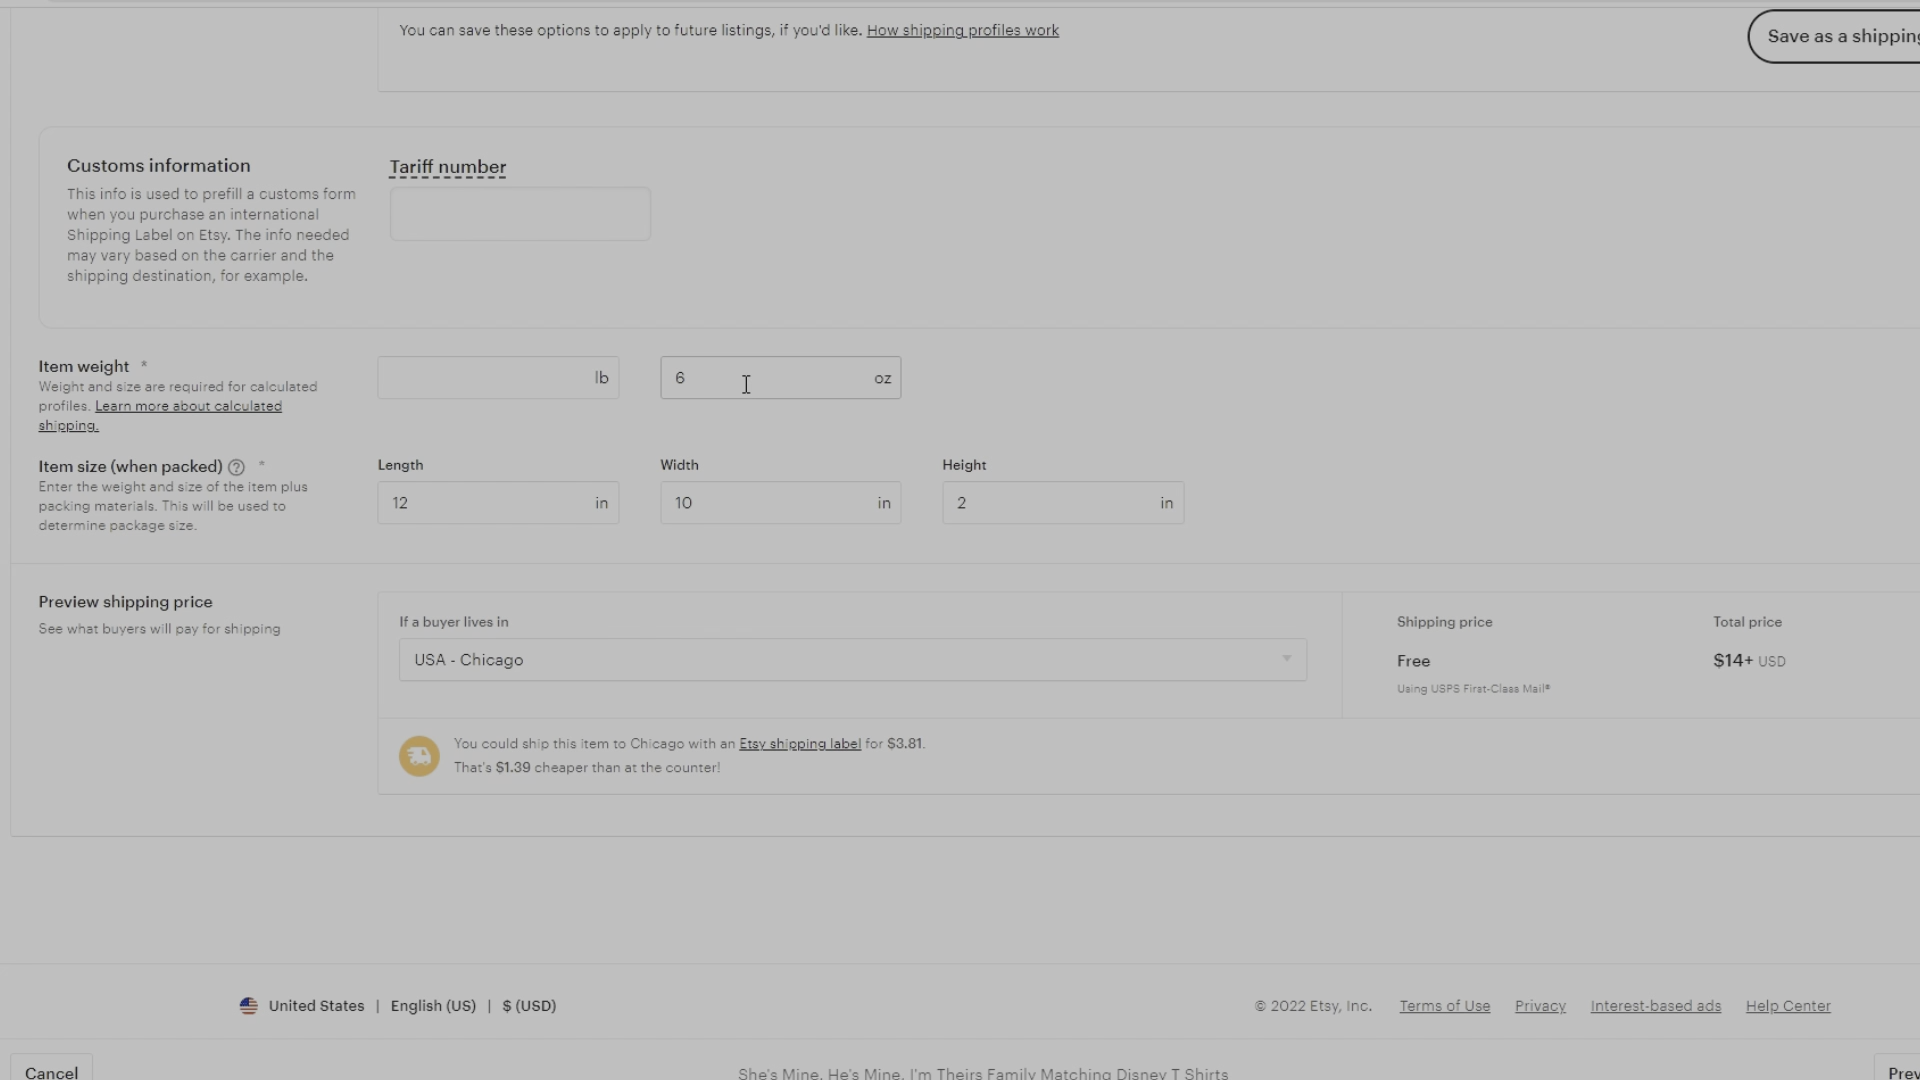 You can save these options to apply to future listings, if you'd like. How shipping profiles work
Save as a shipping
Customs information
This info is used to prefill a customs form
when you purchase an international
Shipping Label on Etsy. The info needed
may vary based on the carrier and the
shipping destination, for example.
Tariff number
Item weight *
Weight and size are required for calculated
profiles. Learn more about calculated
shipping.
lb
6 oz
Item size (when packed) ? *
Enter the weight and size of the item plus
packing materials. This will be used to
determine package size.
Length
12 in
Width
10 in
Height
2 in
Preview shipping price
See what buyers will pay for shipping
If a buyer lives in
USA - Chicago
Shipping price
Free
Using USPS First-Class Mail®
Total price
$14+ USD
You could ship this item to Chicago with an Etsy shipping label for $3.81.
That's $1.39 cheaper than at the counter!
United States | English (US) | $ (USD)
© 2022 Etsy, Inc. Terms of Use Privacy Interest-based ads Help Center
Cancel
She's Mine, He's Mine, I'm Theirs Family Matching Disney T Shirts
Prev